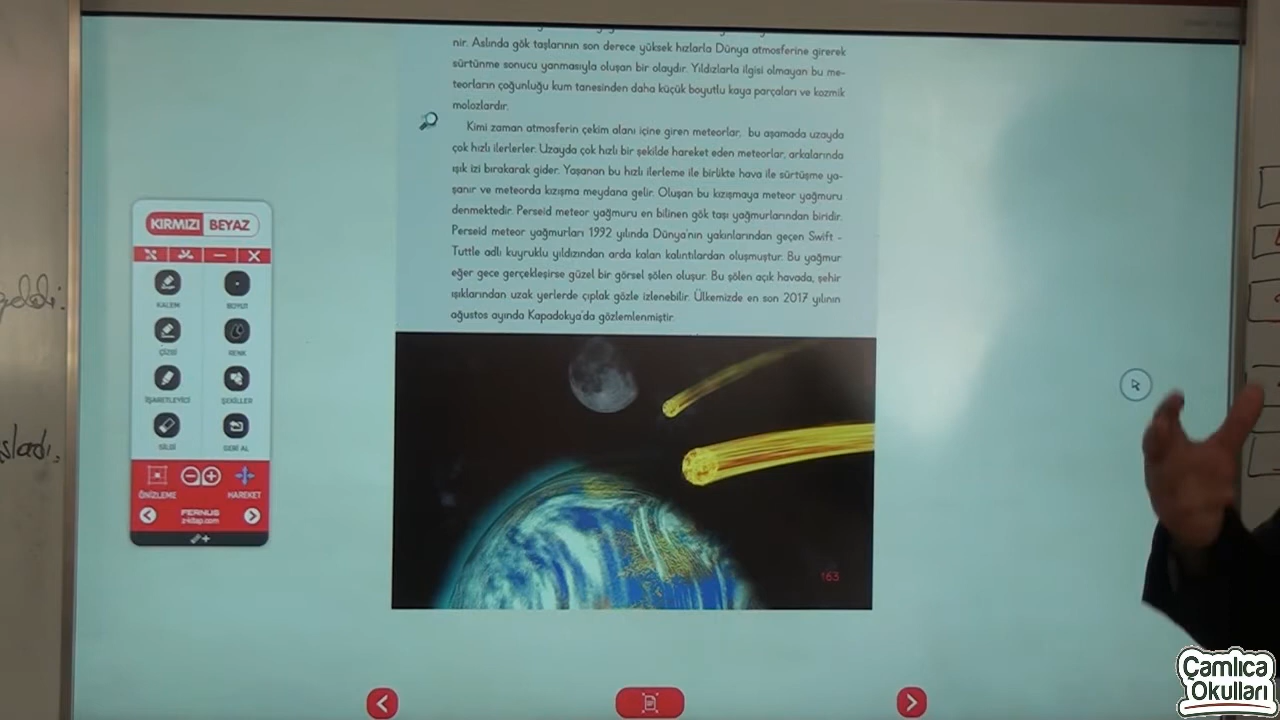 nir. Aslında gök taşlarının son derece yüksek hızlarla Dünya atmosferine girerek
sürtünme sonucu yanmasıyla oluşan bir olaydır. Yıldızlarla ilgisi olmayan bu me-
teorların çoğunluğu kum tanesinden daha küçük boyutlu kaya parçaları ve kozmik
molozlardır.
Kimi zaman atmosferin çekim alanı içine giren meteorlar, bu aşamada uzayda
çok hızlı ilerlerler. Uzayda çok hızlı bir şekilde hareket eden meteorlar, arkalarında
ışık izi bırakarak gider. Yaşanan bu hızlı ilerleme ile birlikte hava ile sürtüşme ya-
şanır ve meteorda kızışma meydana gelir. Oluşan bu kızışmaya meteor yağmuru
denmektedir. Perseid meteor yağmuru en bilinen gök taşı yağmurlarından biridir.
Perseid meteor yağmurları 1992 yılında Dünya'nın yakınlarından geçen Swift -
Tuttle adlı kuyruklu yıldızından arda kalan kalıntılardan oluşmuştur. Bu yağmur
eğer gece gerçekleşirse güzel bir görsel şölen oluşur. Bu şölen açık havada, şehir
ışıklarından uzak yerlerde çıplak gözle izlenebilir. Ülkemizde en son 2017 yılının
ağustos ayında Kapadokya'da gözlemlenmiştir.
163
KIRMIZI BEYAZ
KALEM BOYUT
ÇİZGİ RENK
İŞARETLEYİCİ ŞEKİLLER
SİLGİ GERİ AL
ÖNİZLEME HAREKET
FERNUS
z-kitap.com
sladı.
Çamlıca
Okulları